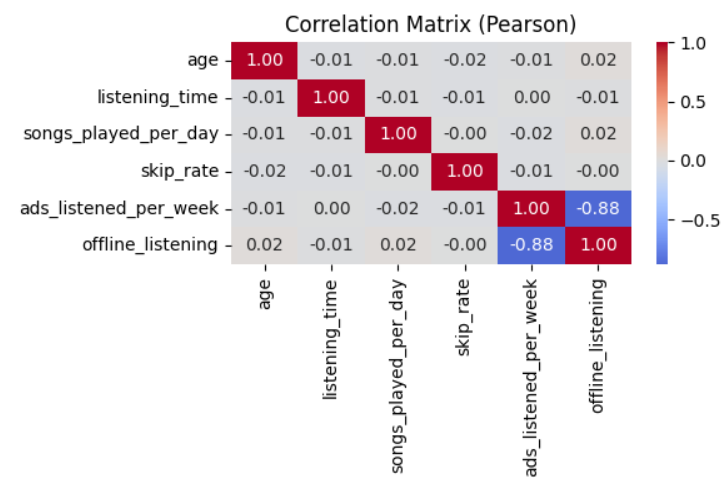 Correlation Matrix (Pearson)
age 1.00 -0.01 -0.01 -0.02 -0.01 0.02
listening_time -0.01 1.00 -0.01 -0.01 0.00 -0.01
songs_played_per_day -0.01 -0.01 1.00 -0.00 -0.02 0.02
skip_rate -0.02 -0.01 -0.00 1.00 -0.01 -0.00
ads_listened_per_week -0.01 0.00 -0.02 -0.01 1.00 -0.88
offline_listening 0.02 -0.01 0.02 -0.00 -0.88 1.00
age
listening_time
songs_played_per_day
skip_rate
ads_listened_per_week
offline_listening
1.0
0.5
0.0
−0.5